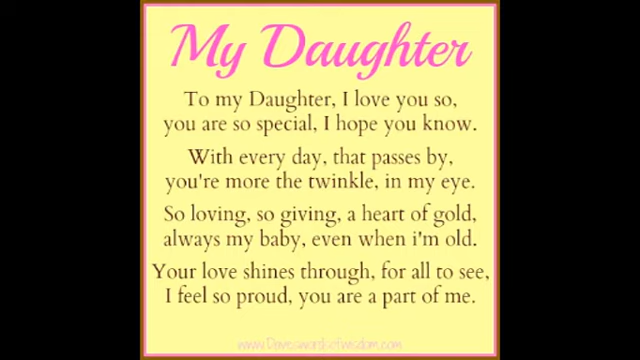 My Daughter
To my Daughter, I love you so,
you are so special, I hope you know.
With every day, that passes by,
you're more the twinkle, in my eye.
So loving, so giving, a heart of gold,
always my baby, even when i'm old.
Your love shines through, for all to see,
I feel so proud, you are a part of me.
www.Daveswordsofwisdom.com